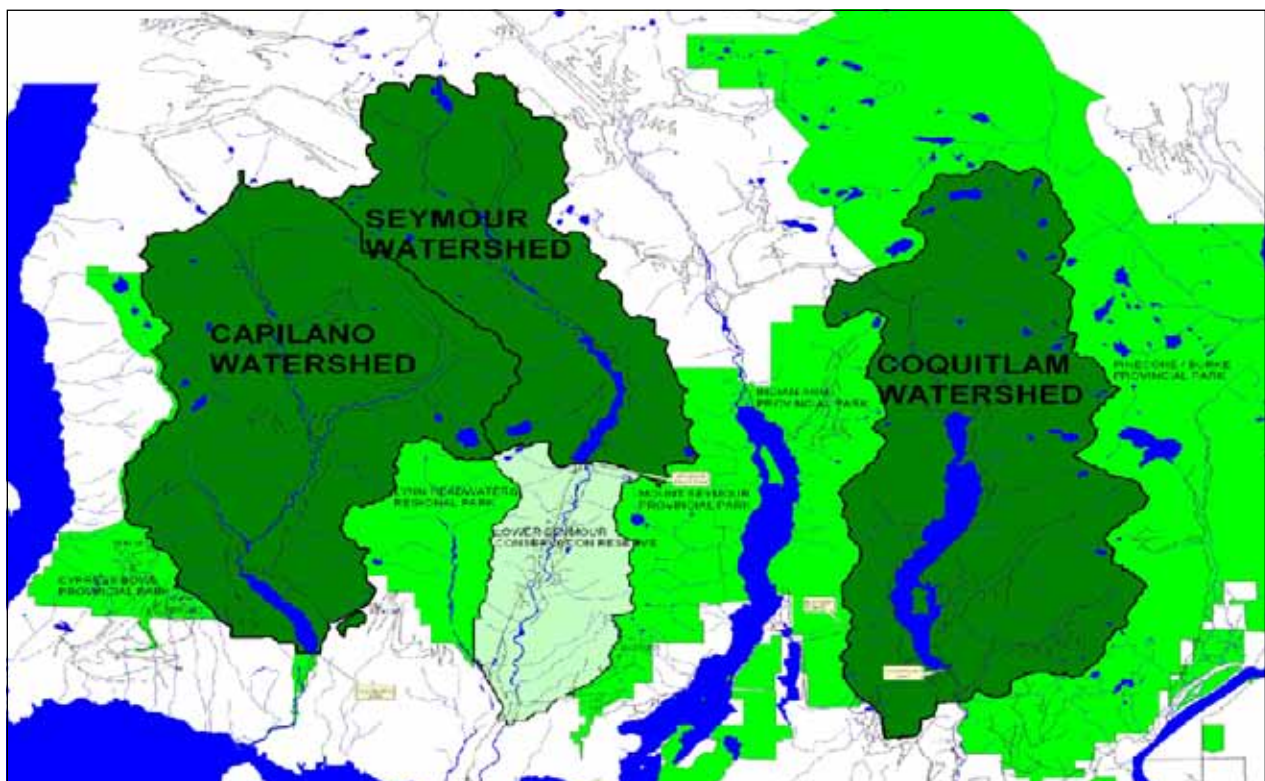 SEYMOUR
WATERSHED
CAPILANO
WATERSHED
COQUITLAM
WATERSHED
PINECONE / BURKE
PROVINCIAL PARK
INDIAN ARM
PROVINCIAL PARK
LYNN HEADWATERS
REGIONAL PARK
MOUNT SEYMOUR
PROVINCIAL PARK
LOWER SEYMOUR
CONSERVATION RESERVE
CYPRESS BOWL
PROVINCIAL PARK